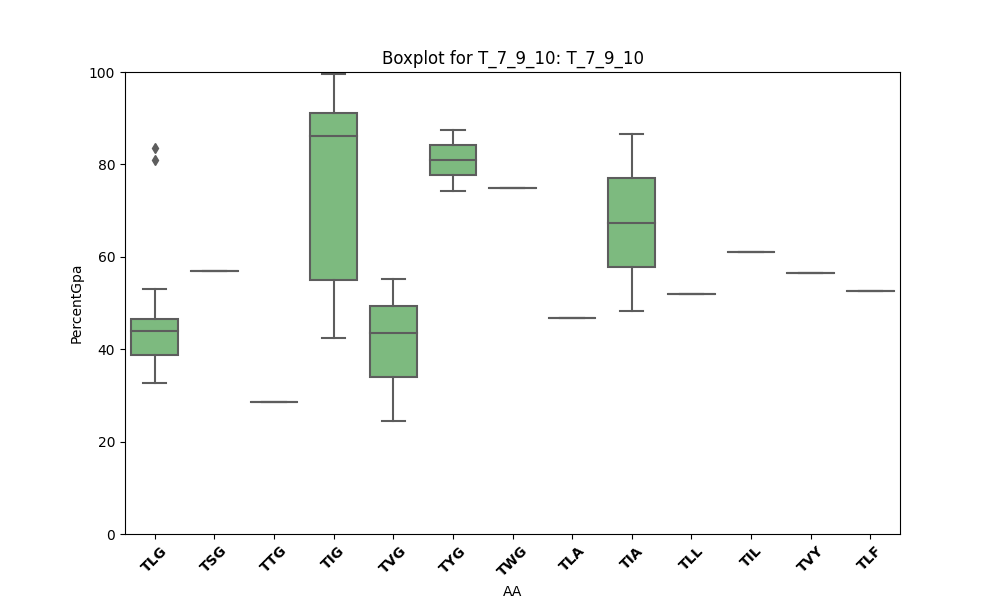 Boxplot for T_7_9_10: T_7_9_10
PercentGpa
100
80
60
40
20
0
TLG TSG TTG TIG TVG TYG TWG TLA TIA TLL TIL TVY TLF
AA